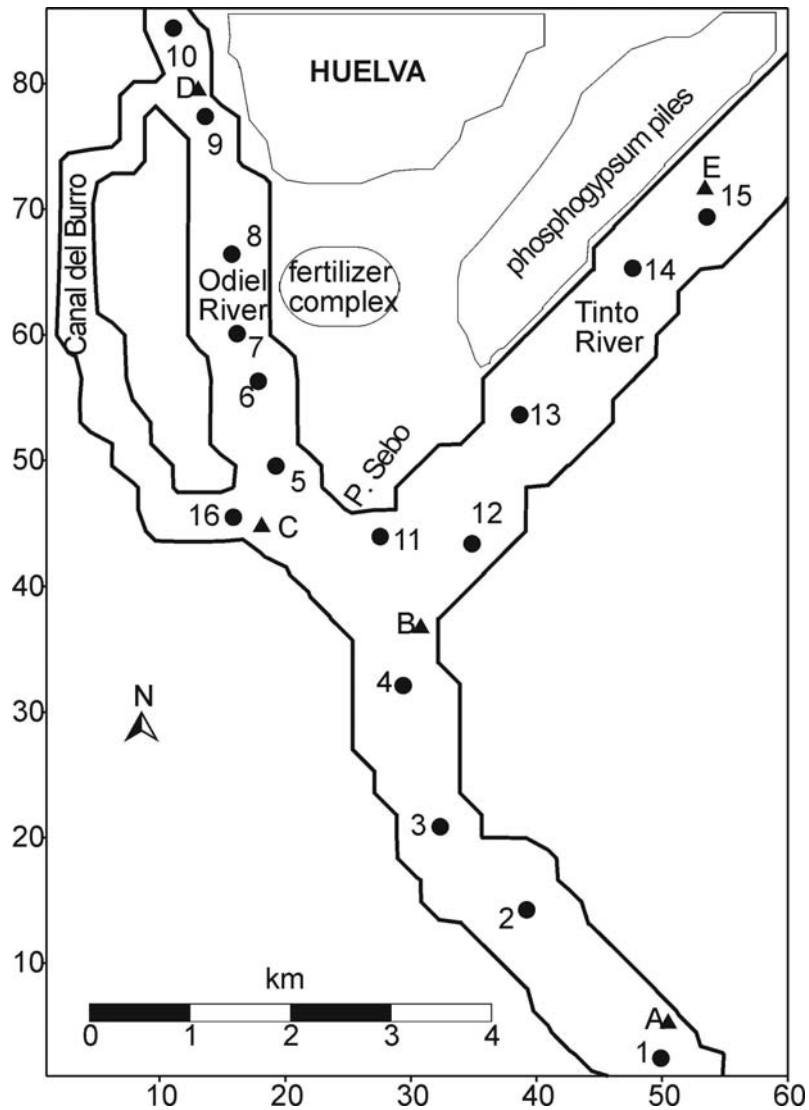 10
HUELVA
80
D
9
phosphogypsum piles
E
15
70
8
14
Canal del Burro
Odiel
River
fertilizer
complex
Tinto
River
60
7
6
13
P. Sebo
50
5
16
C
11
12
40
B
4
N
30
3
20
2
10
km
A
1
0
1
2
3
4
10
20
30
40
50
60